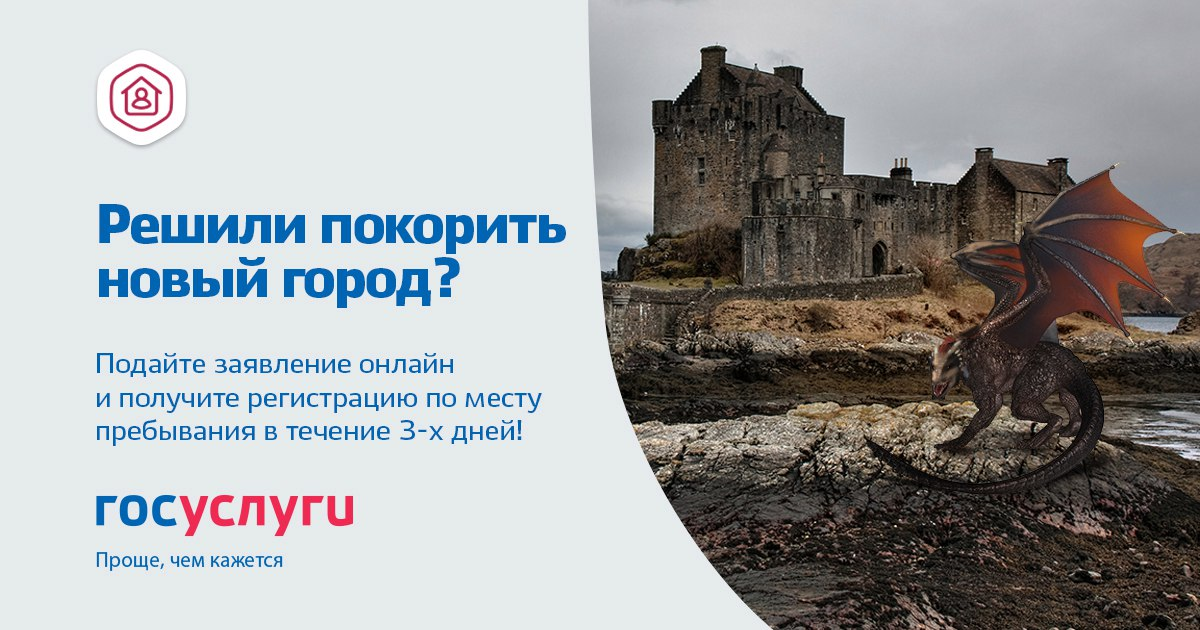 Решили покорить
новый город?
Подайте заявление онлайн
и получите регистрацию по месту
пребывания в течение 3-х дней!
госуслуги
Проще, чем кажется